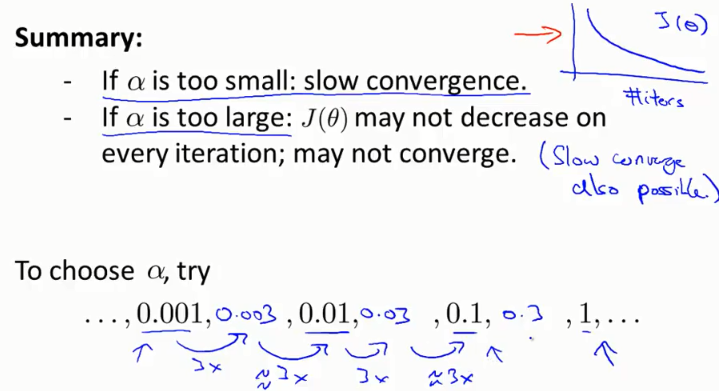 Summary:
J(θ)
- If α is too small: slow convergence.
#iters
- If α is too large: J(θ) may not decrease on
every iteration; may not converge. (Slow converge
also possible.)
To choose α, try
..., 0.001, 0.003, 0.01, 0.03, 0.1, 0.3, 1, ...
3x ≈3x 3x ≈3x